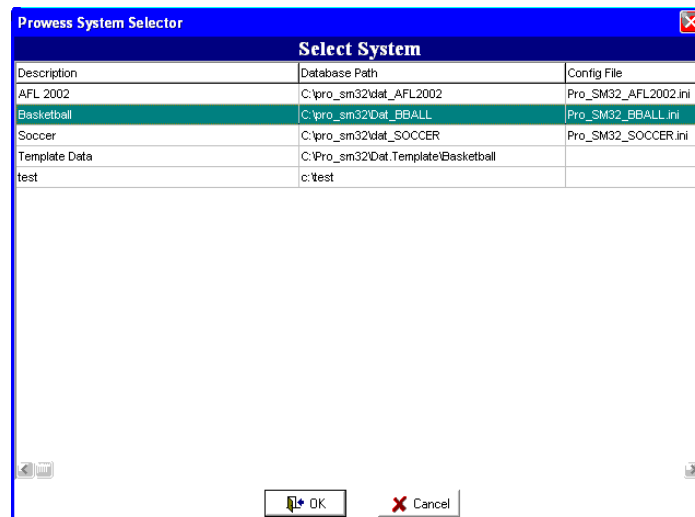 Prowess System Selector
Select System
Description Database Path Config File
AFL 2002 C:\pro_sm32\dat_AFL2002 Pro_SM32_AFL2002.ini
Basketball C:\pro_sm32\Dat_BBALL Pro_SM32_BBALL.ini
Soccer C:\pro_sm32\dat_SOCCER Pro_SM32_SOCCER.ini
Template Data C:\Pro_sm32\Dat.Template\Basketball
test c:\test
OK Cancel